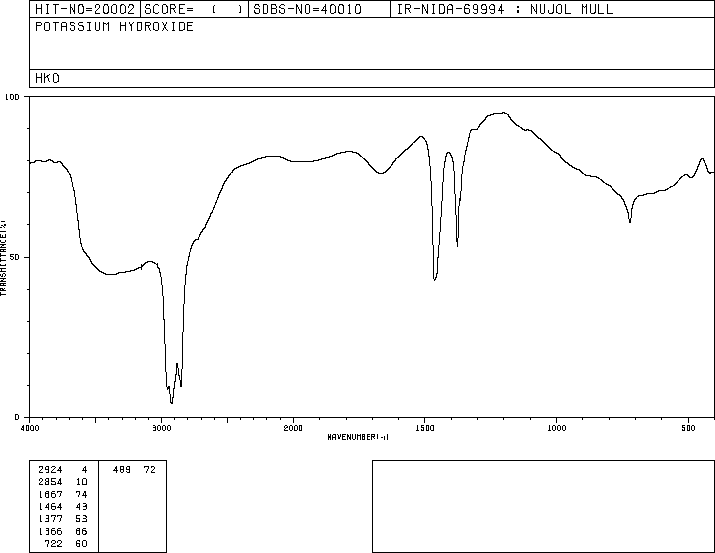 HIT-NO=20002 SCORE= ( ) SDBS-NO=40010 IR-NIDA-69994 : NUJOL MULL
POTASSIUM HYDROXIDE
HKO
100
50
0
TRANSMITTANCE(%)
4000 3000 2000 1500 1000 500
WAVENUMBER(-1)
2924 4 489 72
2854 10
1667 74
1464 43
1377 53
1366 66
722 60